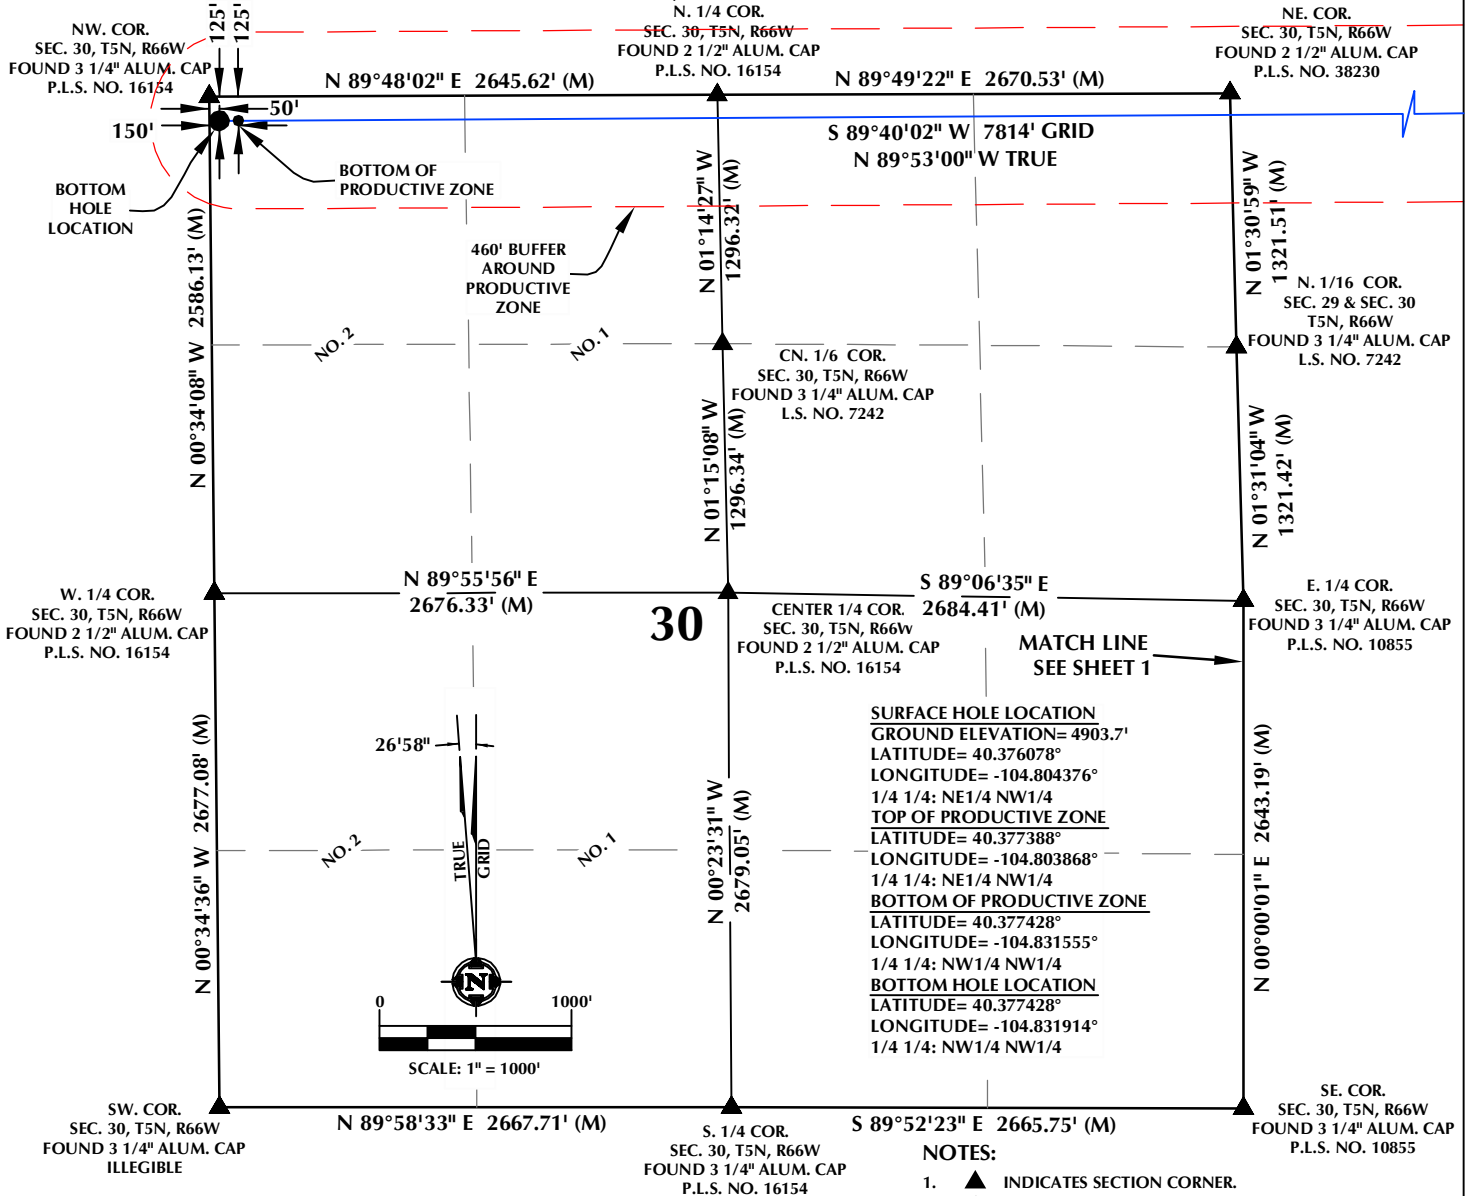 NW. COR.
SEC. 30, T5N, R66W
FOUND 3 1/4" ALUM. CAP
P.L.S. NO. 16154
125'
125'
N. 1/4 COR.
SEC. 30, T5N, R66W
FOUND 2 1/2" ALUM. CAP
P.L.S. NO. 16154
NE. COR.
SEC. 30, T5N, R66W
FOUND 2 1/2" ALUM. CAP
P.L.S. NO. 38230
N 89°48'02" E 2645.62' (M)
N 89°49'22" E 2670.53' (M)
50'
150'
S 89°40'02" W 7814' GRID
N 89°53'00" W TRUE
BOTTOM
HOLE
LOCATION
BOTTOM OF
PRODUCTIVE ZONE
460' BUFFER
AROUND
PRODUCTIVE
ZONE
N 00°34'08" W 2586.13' (M)
N 01°14'27" W
1296.32' (M)
N 01°30'59" W
1321.51' (M)
N. 1/16 COR.
SEC. 29 & SEC. 30
T5N, R66W
FOUND 3 1/4" ALUM. CAP
L.S. NO. 7242
NO. 2
NO. 1
CN. 1/6 COR.
SEC. 30, T5N, R66W
FOUND 3 1/4" ALUM. CAP
L.S. NO. 7242
N 01°15'08" W
1296.34' (M)
N 01°31'04" W
1321.42' (M)
W. 1/4 COR.
SEC. 30, T5N, R66W
FOUND 2 1/2" ALUM. CAP
P.L.S. NO. 16154
N 89°55'56" E
2676.33' (M)
30
S 89°06'35" E
2684.41' (M)
CENTER 1/4 COR.
SEC. 30, T5N, R66W
FOUND 2 1/2" ALUM. CAP
P.L.S. NO. 16154
E. 1/4 COR.
SEC. 30, T5N, R66W
FOUND 3 1/4" ALUM. CAP
P.L.S. NO. 10855
MATCH LINE
SEE SHEET 1
N 00°34'36" W 2677.08' (M)
26'58"
TRUE
GRID
N
0
1000'
SCALE: 1" = 1000'
NO. 2
NO. 1
N 00°23'31" W
2679.05' (M)
SURFACE HOLE LOCATION
GROUND ELEVATION= 4903.7'
LATITUDE= 40.376078°
LONGITUDE= -104.804376°
1/4 1/4: NE1/4 NW1/4
TOP OF PRODUCTIVE ZONE
LATITUDE= 40.377388°
LONGITUDE= -104.803868°
1/4 1/4: NE1/4 NW1/4
BOTTOM OF PRODUCTIVE ZONE
LATITUDE= 40.377428°
LONGITUDE= -104.831555°
1/4 1/4: NW1/4 NW1/4
BOTTOM HOLE LOCATION
LATITUDE= 40.377428°
LONGITUDE= -104.831914°
1/4 1/4: NW1/4 NW1/4
N 00°00'01" E 2643.19' (M)
SW. COR.
SEC. 30, T5N, R66W
FOUND 3 1/4" ALUM. CAP
ILLEGIBLE
N 89°58'33" E 2667.71' (M)
S. 1/4 COR.
SEC. 30, T5N, R66W
FOUND 3 1/4" ALUM. CAP
P.L.S. NO. 16154
S 89°52'23" E 2665.75' (M)
SE. COR.
SEC. 30, T5N, R66W
FOUND 3 1/4" ALUM. CAP
P.L.S. NO. 10855
NOTES:
1. ▲ INDICATES SECTION CORNER.